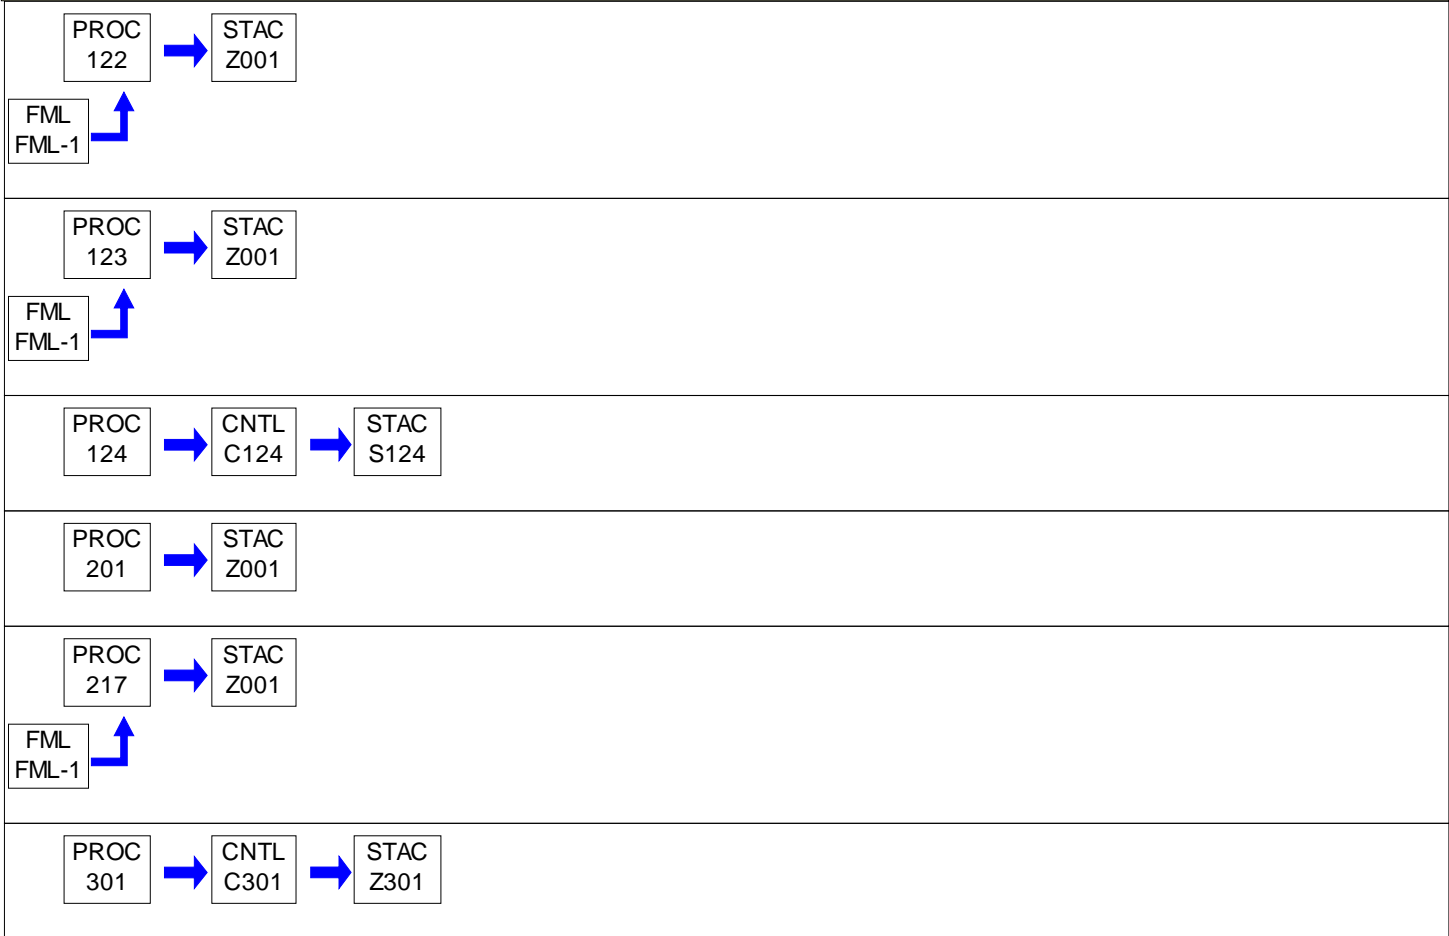 PROC
122
STAC
Z001
FML
FML-1
PROC
123
STAC
Z001
FML
FML-1
PROC
124
CNTL
C124
STAC
S124
PROC
201
STAC
Z001
PROC
217
STAC
Z001
FML
FML-1
PROC
301
CNTL
C301
STAC
Z301